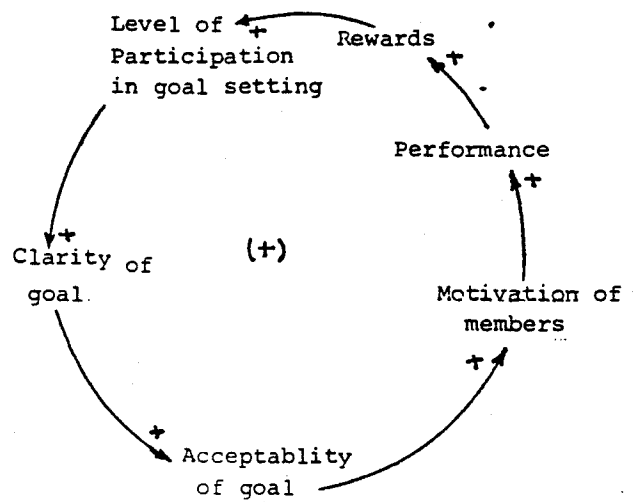 Level of
Participation
in goal setting
+
Rewards
+
Performance
+
Motivation of
members
+
Acceptablity
of goal
+
Clarity of
goal
+
(+)